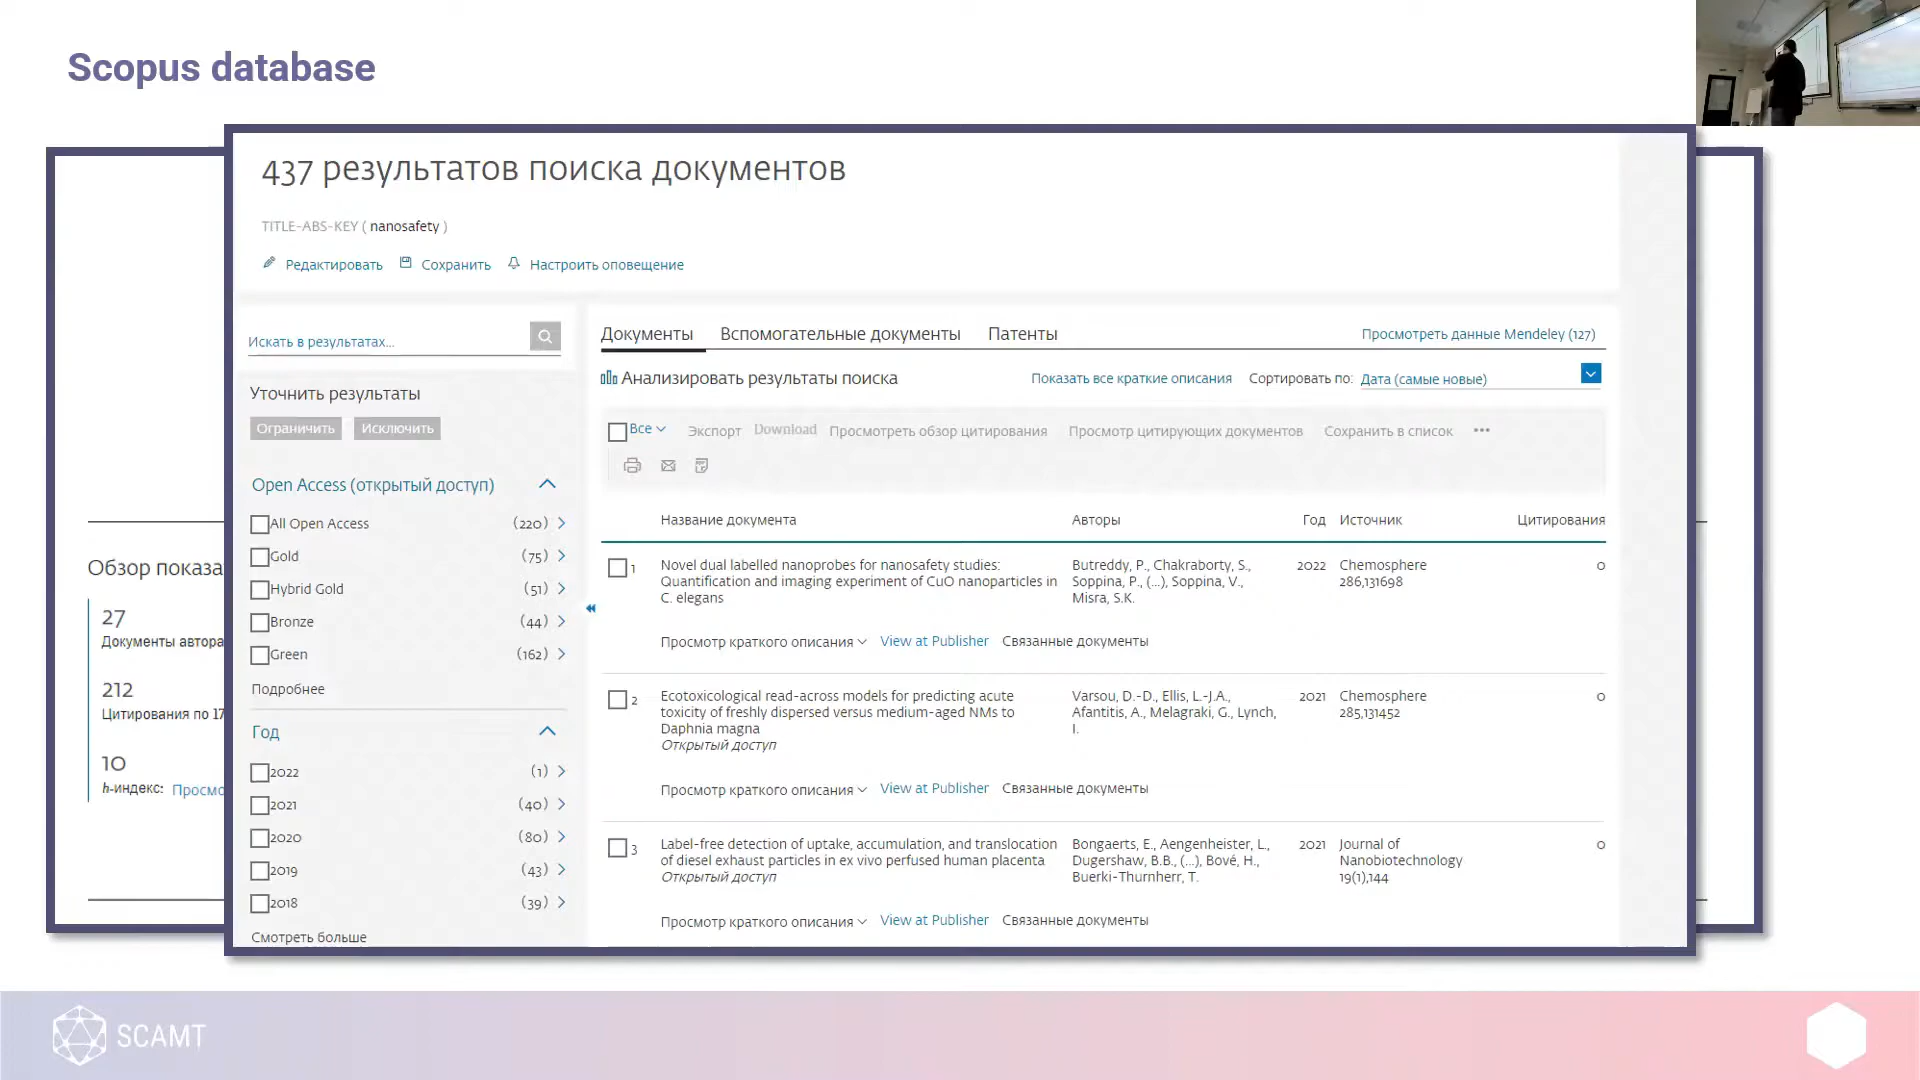 Scopus database
437 результатов поиска документов
TITLE-ABS-KEY ( nanosafety )
Редактировать Сохранить Настроить оповещение
Искать в результатах...
Уточнить результаты
Ограничить Исключить
Open Access (открытый доступ)
All Open Access (220)
Gold (75)
Hybrid Gold (51)
Bronze (44)
Green (162)
Подробнее
Год
2022 (1)
2021 (40)
2020 (80)
2019 (43)
2018 (39)
Смотреть больше
Документы Вспомогательные документы Патенты Просмотреть данные Mendeley (127)
Анализировать результаты поиска Показать все краткие описания Сортировать по: Дата (самые новые)
Все Экспорт Download Просмотреть обзор цитирования Просмотр цитирующих документов Сохранить в список ...
Название документа Авторы Год Источник Цитирования
1 Novel dual labelled nanoprobes for nanosafety studies: Butreddy, P., Chakraborty, S., 2022 Chemosphere 0
Quantification and imaging experiment of CuO nanoparticles in Soppina, P., (...), Soppina, V., 286,131698
C. elegans Misra, S.K.
Просмотр краткого описания View at Publisher Связанные документы
2 Ecotoxicological read-across models for predicting acute Varsou, D.-D., Ellis, L.-J.A., 2021 Chemosphere 0
toxicity of freshly dispersed versus medium-aged NMs to Afantitis, A., Melagraki, G., Lynch, 285,131452
Daphnia magna I.
Открытый доступ
Просмотр краткого описания View at Publisher Связанные документы
3 Label-free detection of uptake, accumulation, and translocation Bongaerts, E., Aengenheister, L., 2021 Journal of 0
of diesel exhaust particles in ex vivo perfused human placenta Dugershaw, B.B., (...), Bové, H., Nanobiotechnology
Открытый доступ Buerki-Thurnherr, T. 19(1),144
Просмотр краткого описания View at Publisher Связанные документы
Обзор показа
27
Документы автора
212
Цитирования по 17
10
h-индекс: Просмо
SCAMT